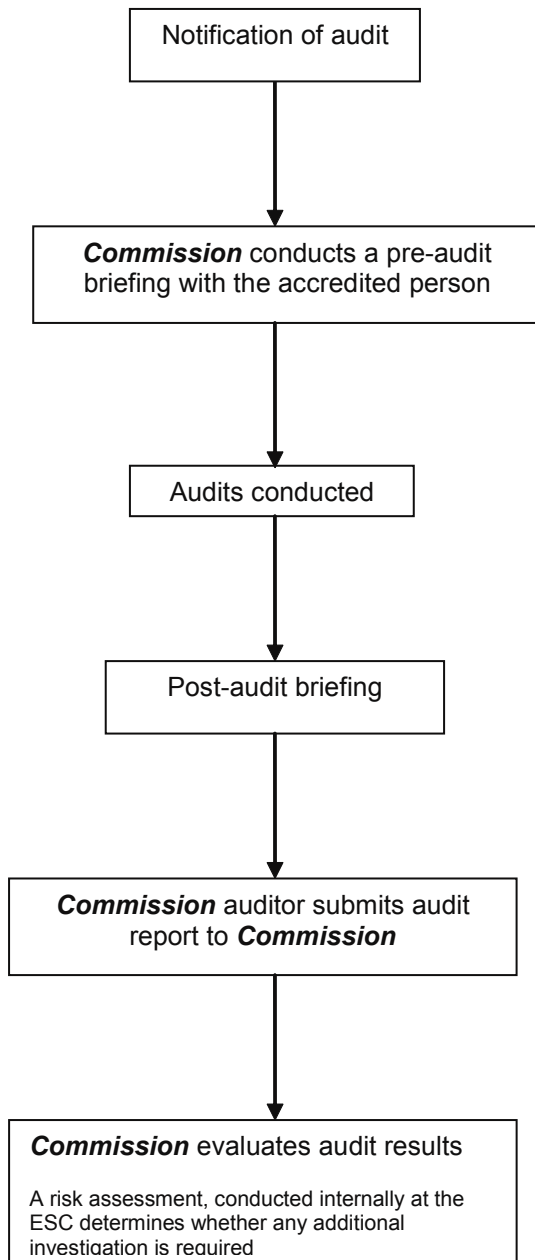 Notification of audit
Commission conducts a pre-audit
briefing with the accredited person
Audits conducted
Post-audit briefing
Commission auditor submits audit
report to Commission
Commission evaluates audit results
A risk assessment, conducted internally at the
ESC determines whether any additional
investigation is required